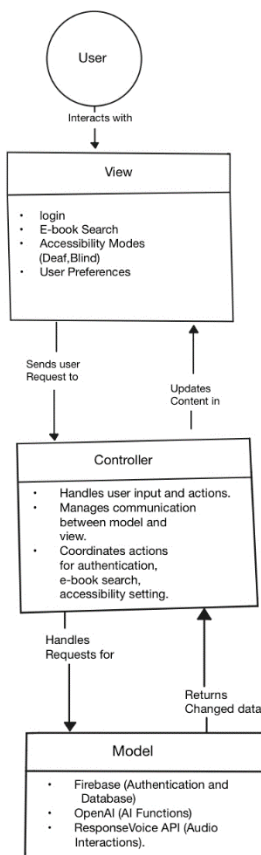 User
Interacts with
View
• login
• E-book Search
• Accessibility Modes
(Deaf,Blind)
• User Preferences
Sends user
Request to
Updates
Content in
Controller
• Handles user input and actions.
• Manages communication
between model and
view.
• Coordinates actions
for authentication,
e-book search,
accessibility setting.
Handles
Requests for
Returns
Changed data
Model
• Firebase (Authentication and
Database)
• OpenAI (AI Functions)
• ResponseVoice API (Audio
Interactions).